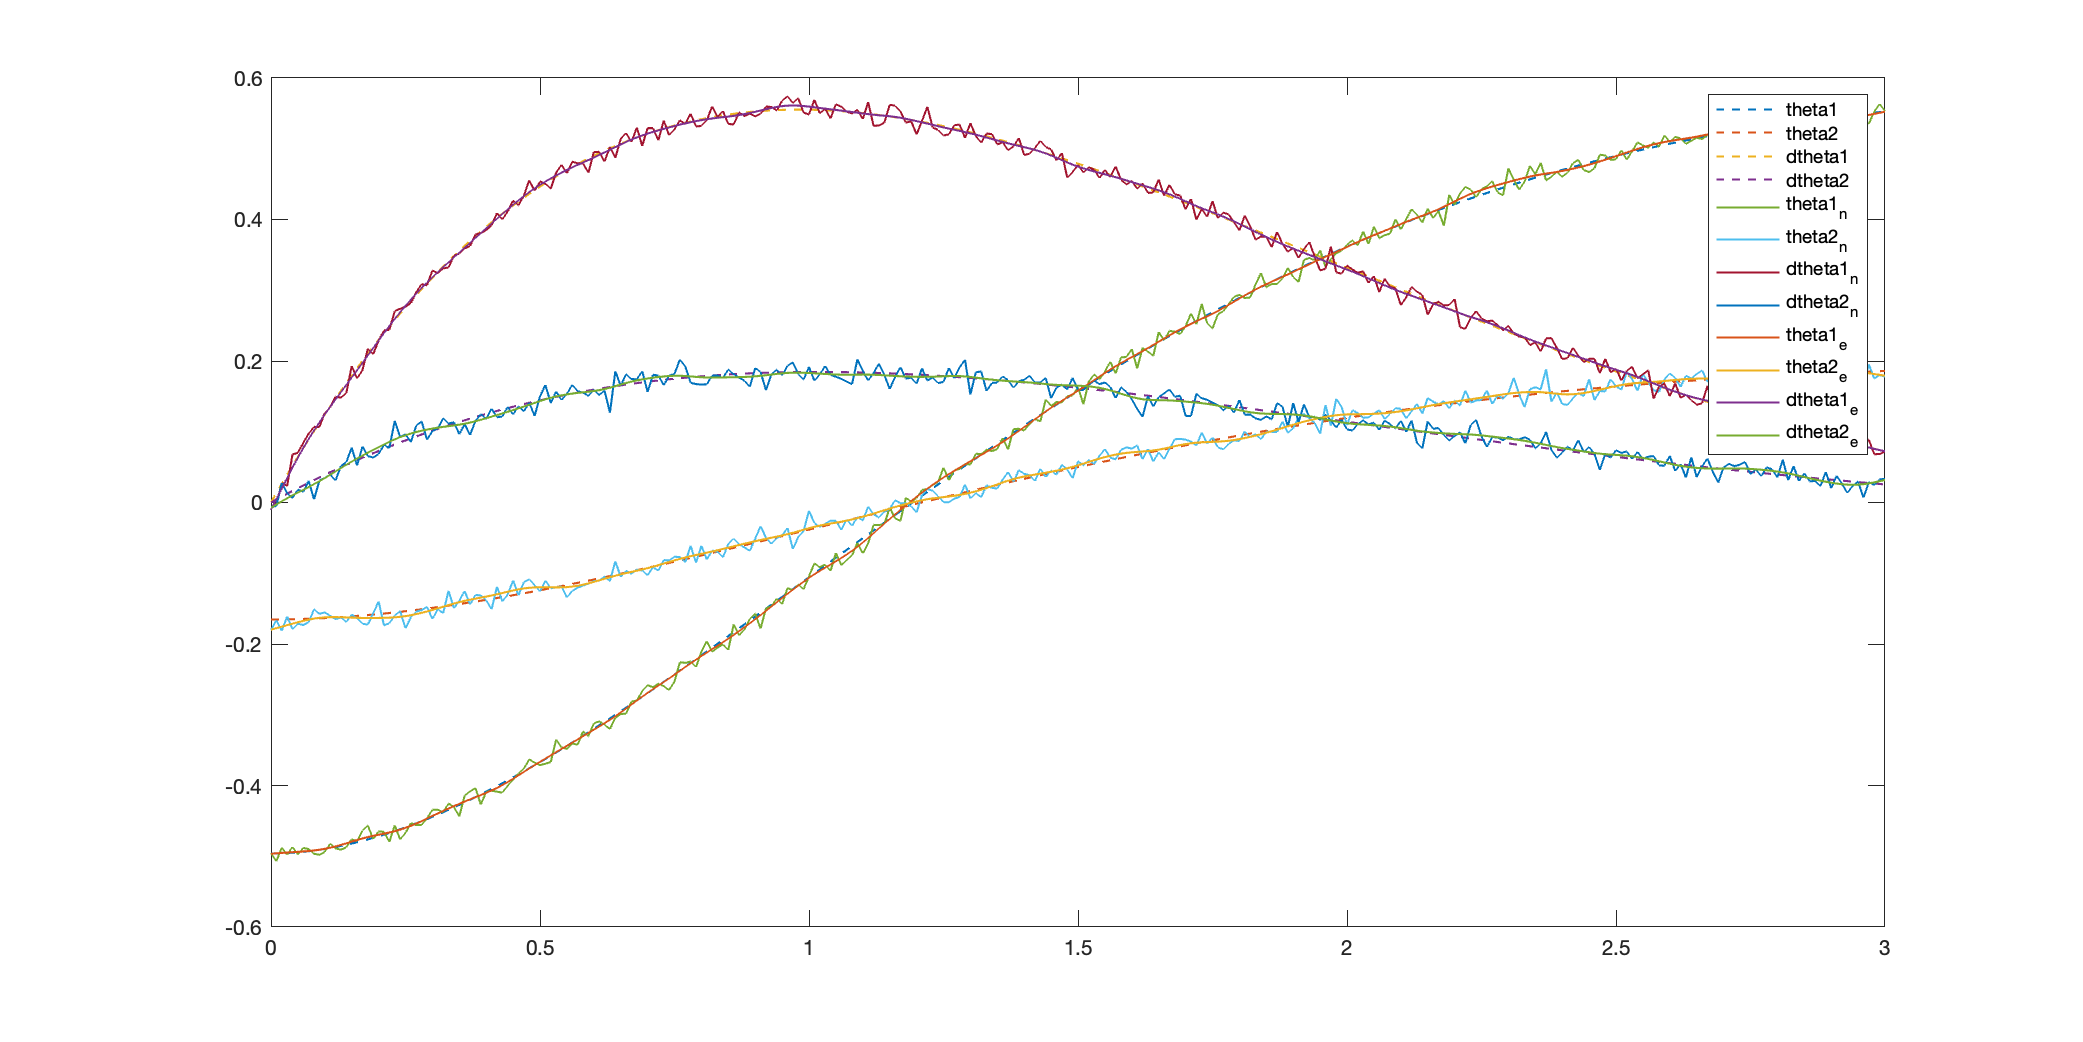 0.6
0.4
0.2
0
-0.2
-0.4
-0.6
0
0.5
1
1.5
2
2.5
3
theta1
theta2
dtheta1
dtheta2
theta1n
theta2n
dtheta1n
dtheta2n
theta1e
theta2e
dtheta1e
dtheta2e